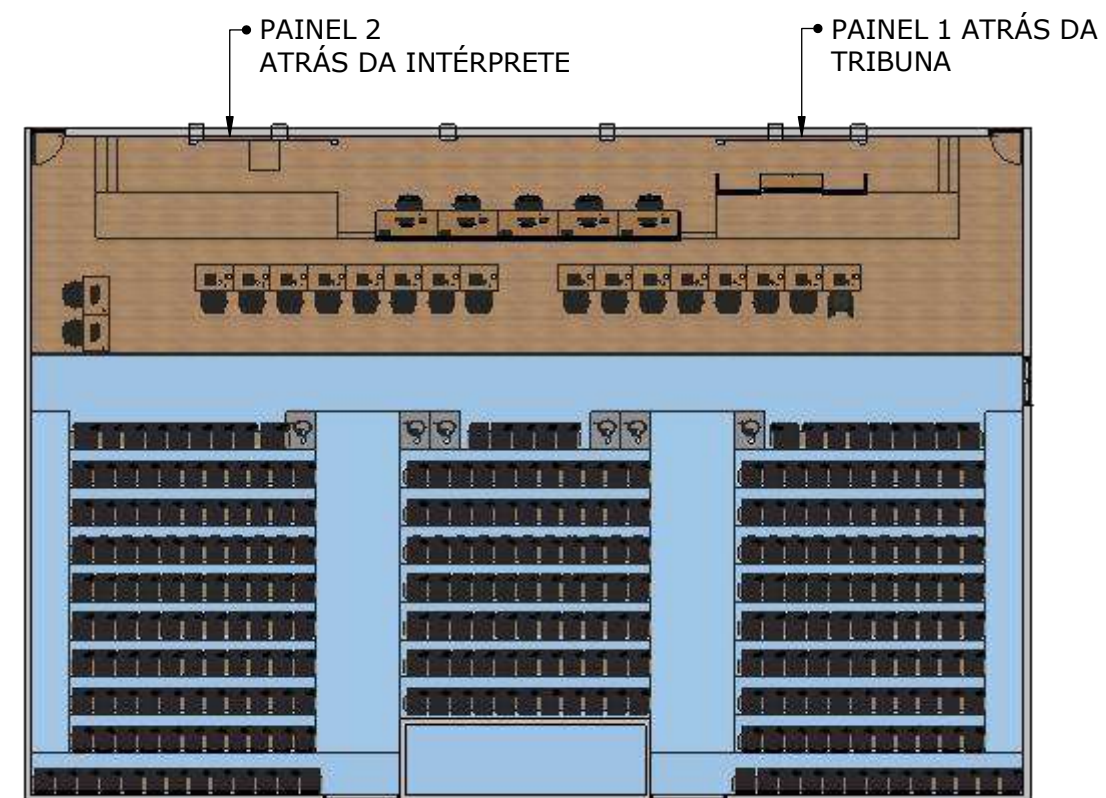 PAINEL 2
ATRÁS DA INTÉRPRETE
PAINEL 1 ATRÁS DA
TRIBUNA